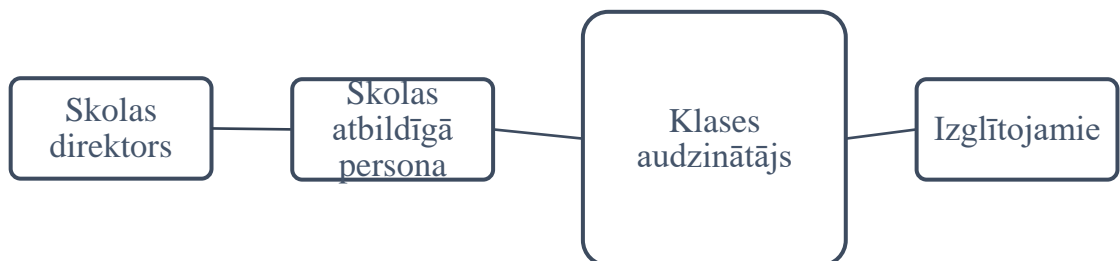 Skolas
direktors
Skolas
atbildīgā
persona
Klases
audzinātājs
Izglītojamie